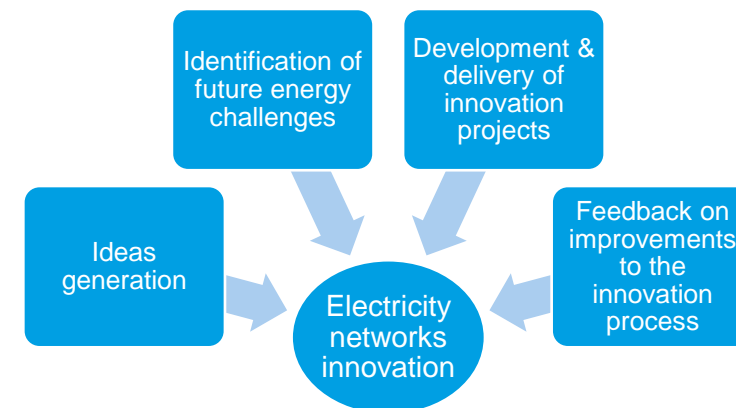 Identification of
future energy
challenges
Development &
delivery of
innovation
projects
Ideas
generation
Feedback on
improvements
to the
innovation
process
Electricity
networks
innovation